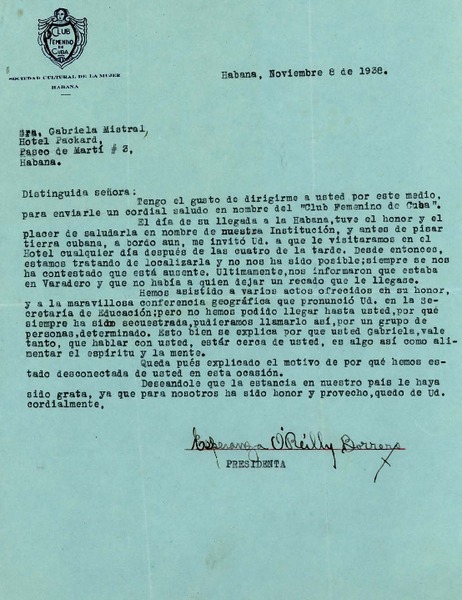 CLUB
FEMENINO
DE
CUBA
SOCIEDAD CULTURAL DE LA MUJER
HABANA
Habana, Noviembre 8 de 1938.
Sra. Gabriela Mistral,
Hotel Packard,
Paseo de Martí # 3,
Habana.
Distinguida señora:
Tengo el gusto de dirigirme a usted por este medio,
para enviarle un cordial saludo en nombre del "Club Femenino de Cuba".
El día de su llegada a la Habana,tuve el honor y el
placer de saludarla en nombre de nuestra Institución, y antes de pisar
tierra cubana, a bordo aun, me invitó Ud. a que le visitaramos en el
Hotel cualquier día después de las cuatro de la tarde. Desde entonces,
estamos tratando de localizarla y no nos ha sido posible;siempre se nos
ha contestado que está ausente. Ultimamente,nos informaron que estaba
en Varadero y que no había a quien dejar un recado que le llegase.
Hemos asistido a varios actos ofrecidos en su honor,
y a la maravillosa conferencia geográfica que pronunció Ud. en la Se-
cretaría de Educación;pero no hemos podido llegar hasta usted,por qué
siempre ha sido secuestrada,pudieramos llamarlo así,por un grupo de
personas,determinado. Esto bien se explica por que usted Gabriela,vale
tanto, que hablar con usted, estár cerca de usted, es algo así como ali-
mentar el espíritu y la mente.
Queda pués explicado el motivo de por qué hemos es-
tado desconectada de usted en esta ocasión.
Deseandole que la estancia en nuestro país le haya
sido grata, ya que para nosotros ha sido honor y provecho,quedo de Ud.
cordialmente,
Esperanza O'Reilly Borrero
PRESIDENTA